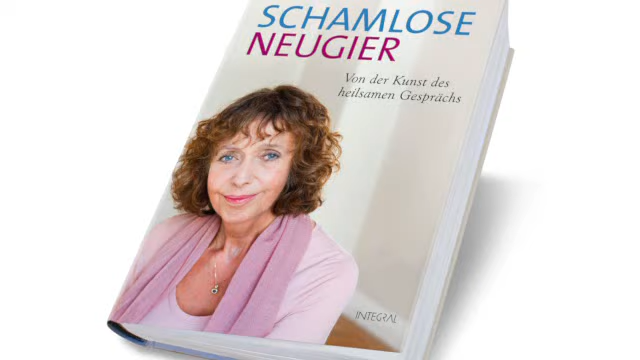 SCHAMLOSE
NEUGIER
Von der Kunst des
heilsamen Gesprächs
INTEGRAL